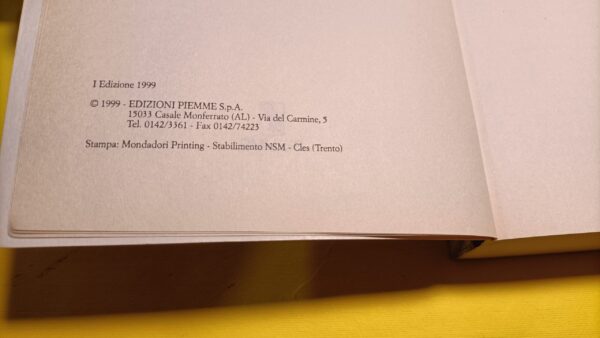 I Edizione 1999
© 1999 - EDIZIONI PIEMME S.p.A.
15033 Casale Monferrato (AL) - Via del Carmine, 5
Tel. 0142/3361 - Fax 0142/74223
Stampa: Mondadori Printing - Stabilimento NSM - Cles (Trento)